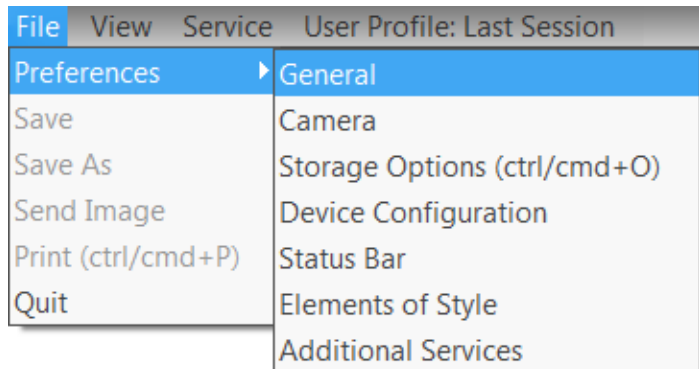 File View Service User Profile: Last Session
Preferences
Save
Save As
Send Image
Print (ctrl/cmd+P)
Quit
General
Camera
Storage Options (ctrl/cmd+O)
Device Configuration
Status Bar
Elements of Style
Additional Services